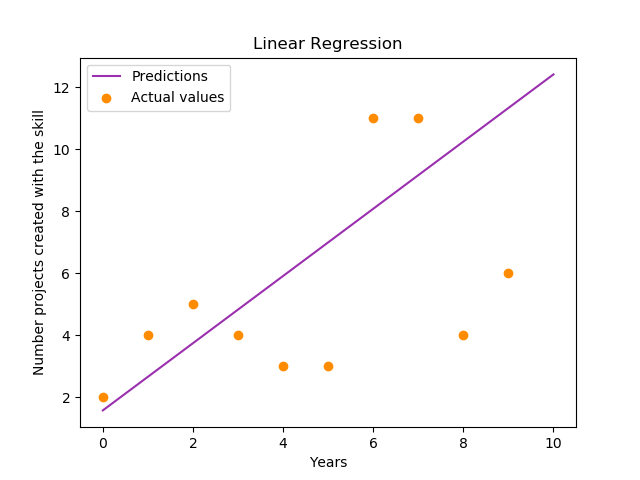 Linear Regression
Predictions
Actual values
12
10
8
6
4
2
Number projects created with the skill
0 2 4 6 8 10
Years